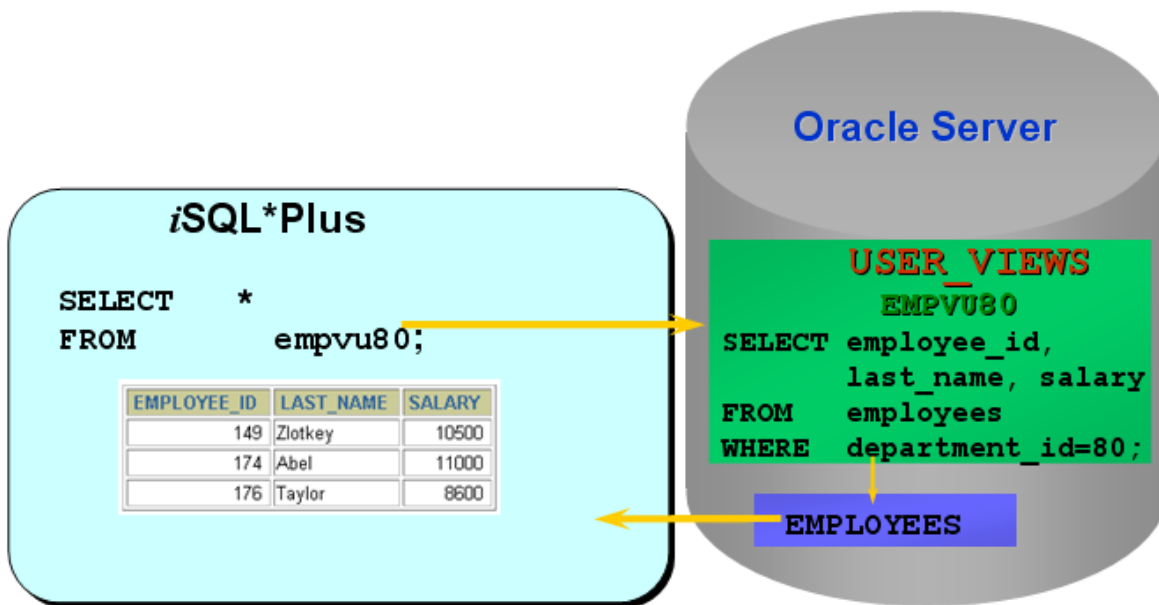 Oracle Server
iSQL*Plus
SELECT *
FROM empvu80;
EMPLOYEE_ID LAST_NAME SALARY
149 Zlotkey 10500
174 Abel 11000
176 Taylor 8600
USER_VIEWS
EMPVU80
SELECT employee_id,
last_name, salary
FROM employees
WHERE department_id=80;
EMPLOYEES